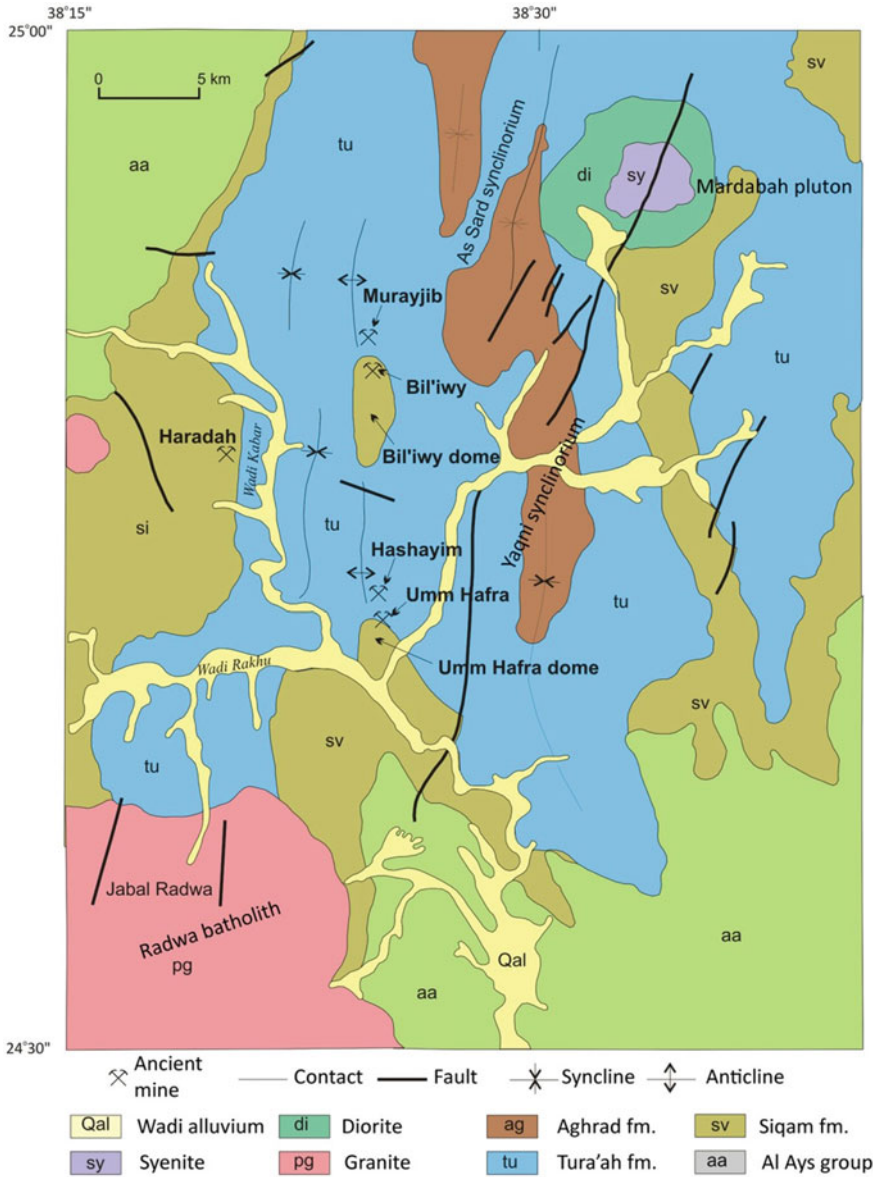 38°15"
38°30"
25°00"
0
5 km
sv
aa
tu
As Sard synclinorium
di
sy
Mardabah pluton
Murayjib
sv
Bil'iwy
tu
Haradah
Wadi Kabar
Bil'iwy dome
Yaqni synclinorium
si
tu
Hashayim
Umm Hafra
tu
Wadi Rakhu
Umm Hafra dome
sv
sv
tu
Jabal Radwa
Radwa batholith
pg
Qal
aa
aa
24°30"
Ancient mine
Contact
Fault
Syncline
Anticline
Qal Wadi alluvium
di Diorite
ag Aghrad fm.
sv Siqam fm.
sy Syenite
pg Granite
tu Tura'ah fm.
aa Al Ays group